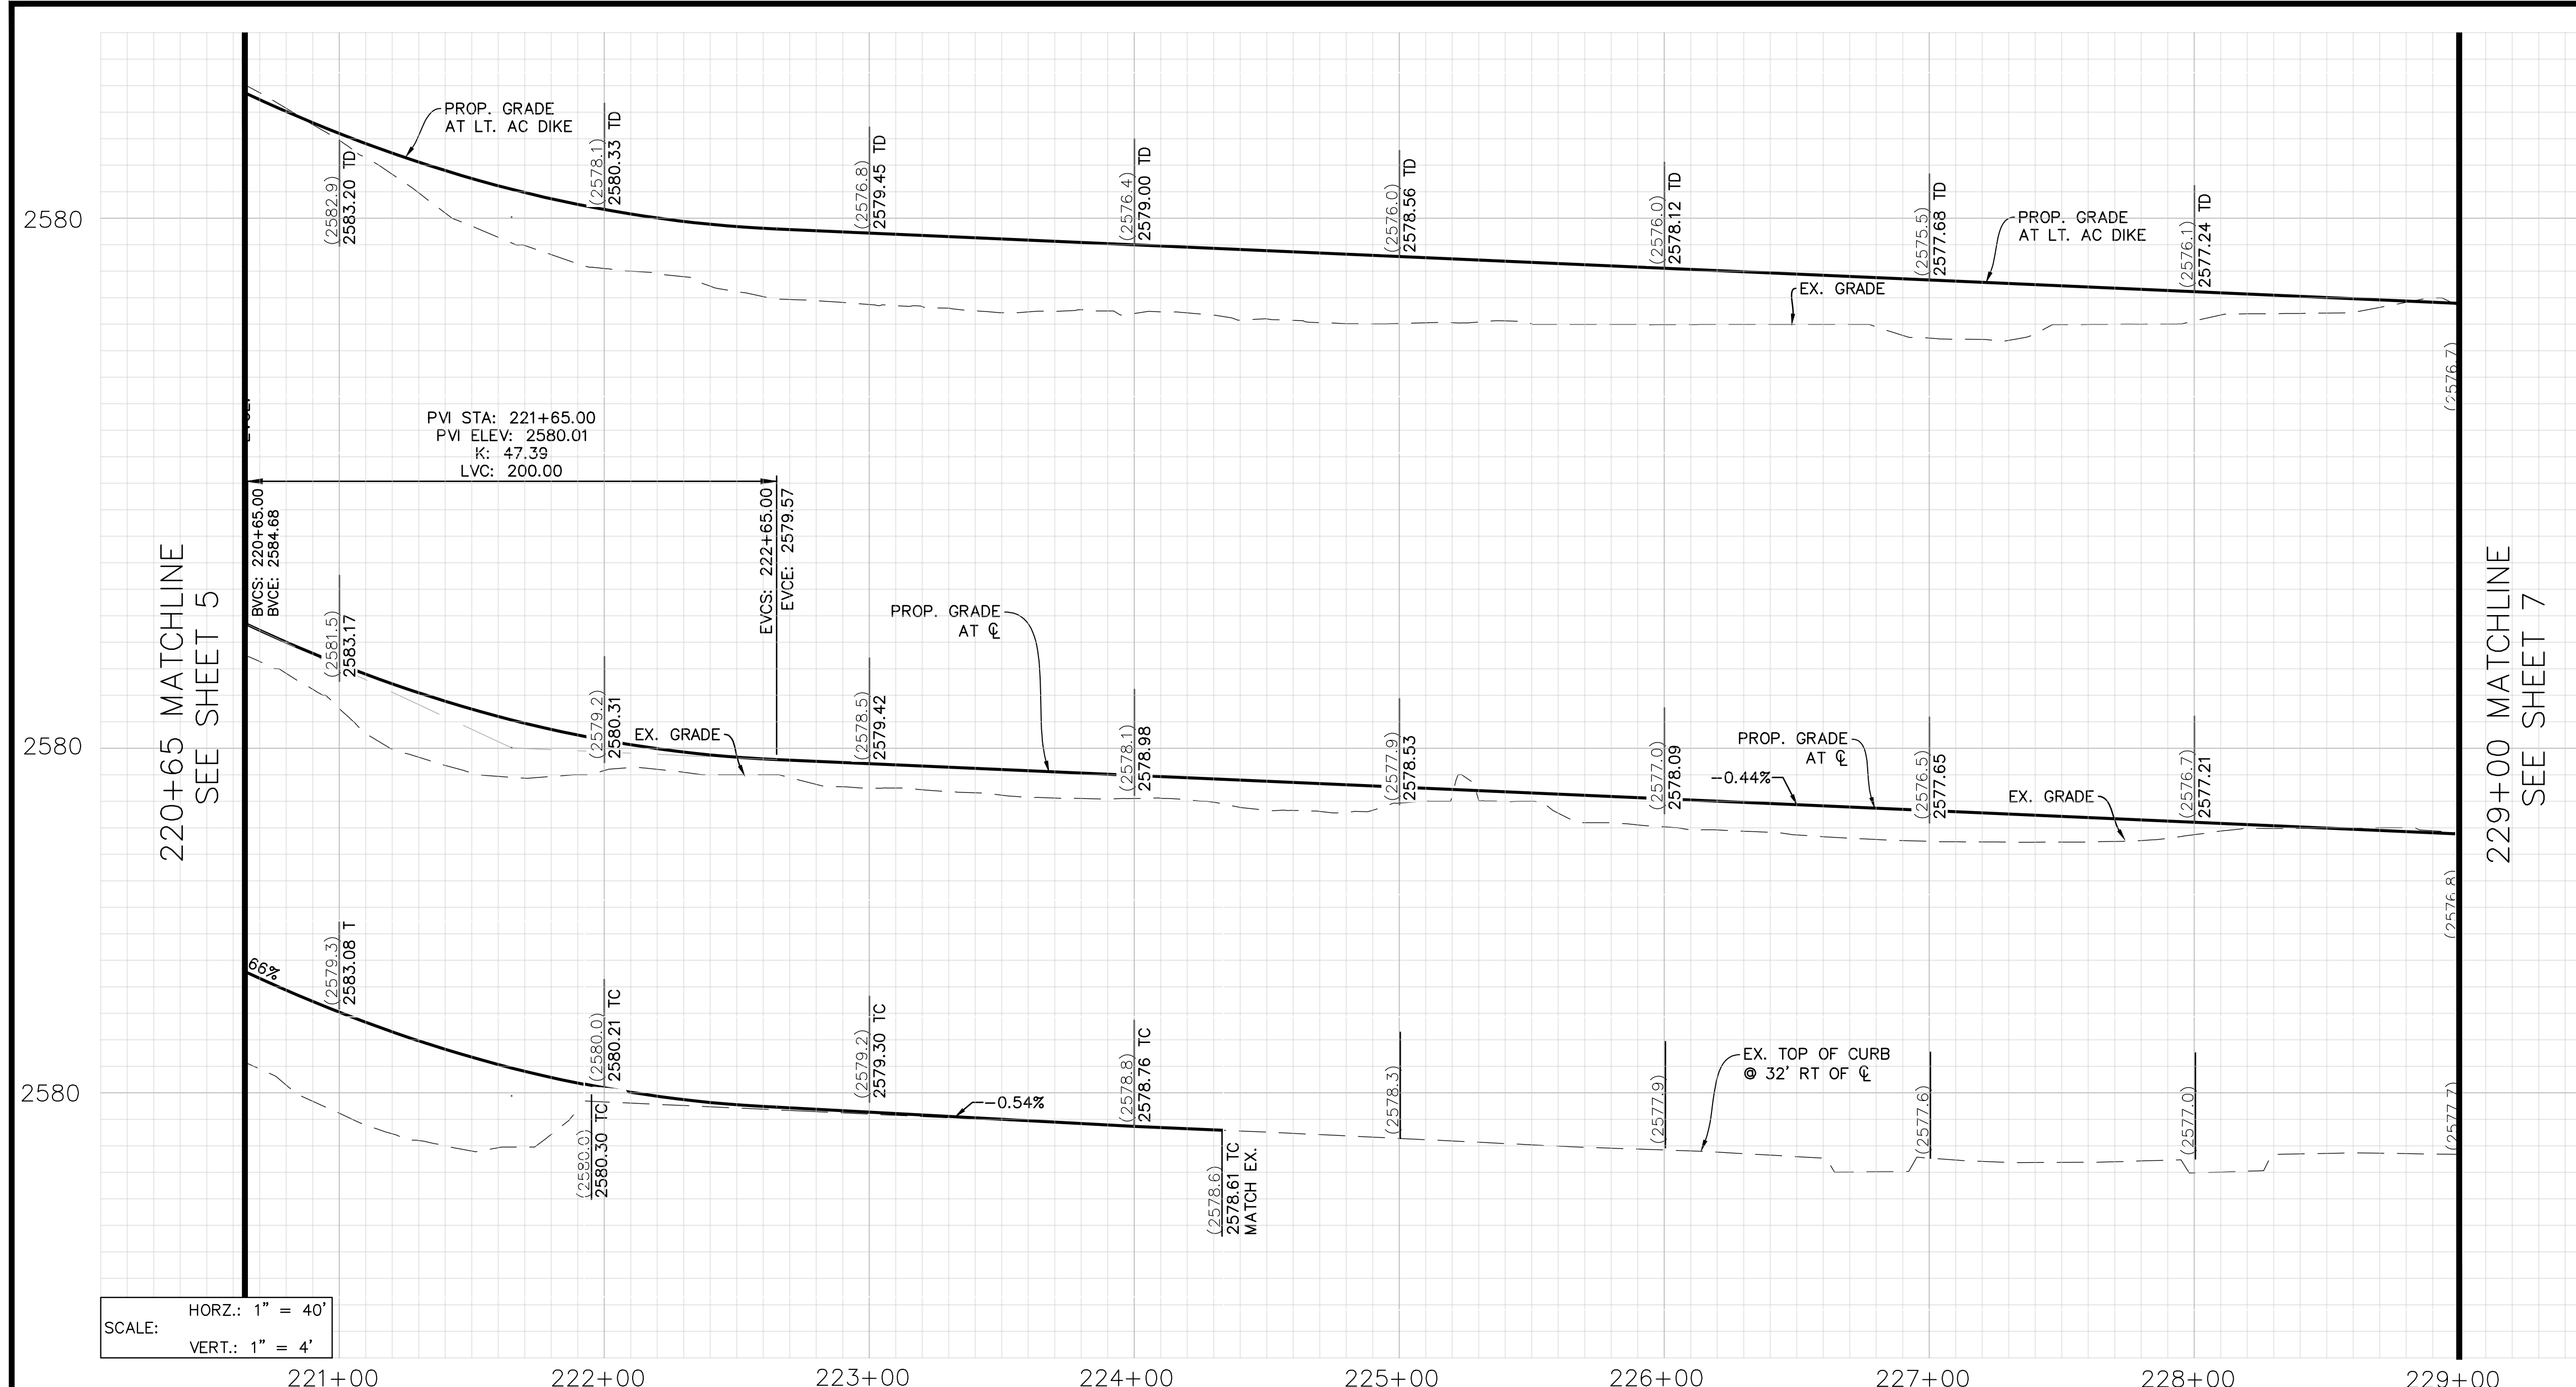 PROP. GRADE
AT LT. AC DIKE
2580
(2582.9)
2583.20 TD
(2578.1)
2580.33 TD
(2576.8)
2579.45 TD
(2576.4)
2579.00 TD
(2576.0)
2578.56 TD
(2576.0)
2578.12 TD
(2575.5)
2577.68 TD
(2576.1)
2577.24 TD
PROP. GRADE
AT LT. AC DIKE
EX. GRADE
(2576.7)
PVI STA: 221+65.00
PVI ELEV: 2580.01
K: 47.39
LVC: 200.00
BVCS: 220+65.00
BVCE: 2584.68
EVCS: 222+65.00
EVCE: 2579.57
220+65 MATCHLINE
SEE SHEET 5
229+00 MATCHLINE
SEE SHEET 7
PROP. GRADE
AT ℄
2580
(2581.5)
2583.17
(2579.2)
2580.31
EX. GRADE
(2578.5)
2579.42
(2578.1)
2578.98
(2577.9)
2578.53
(2577.0)
2578.09
PROP. GRADE
AT ℄
-0.44%
(2576.5)
2577.65
(2576.7)
2577.21
EX. GRADE
(2576.8)
66%
2580
(2579.3)
2583.08 T
(2580.0)
2580.21 TC
(2580.0)
2580.30 TC
(2579.2)
2579.30 TC
-0.54%
(2578.8)
2578.76 TC
(2578.6)
2578.61 TC
MATCH EX.
(2578.3)
(2577.9)
EX. TOP OF CURB
@ 32' RT OF ℄
(2577.6)
(2577.0)
(2577.7)
SCALE:
HORZ.: 1" = 40'
VERT.: 1" = 4'
221+00
222+00
223+00
224+00
225+00
226+00
227+00
228+00
229+00